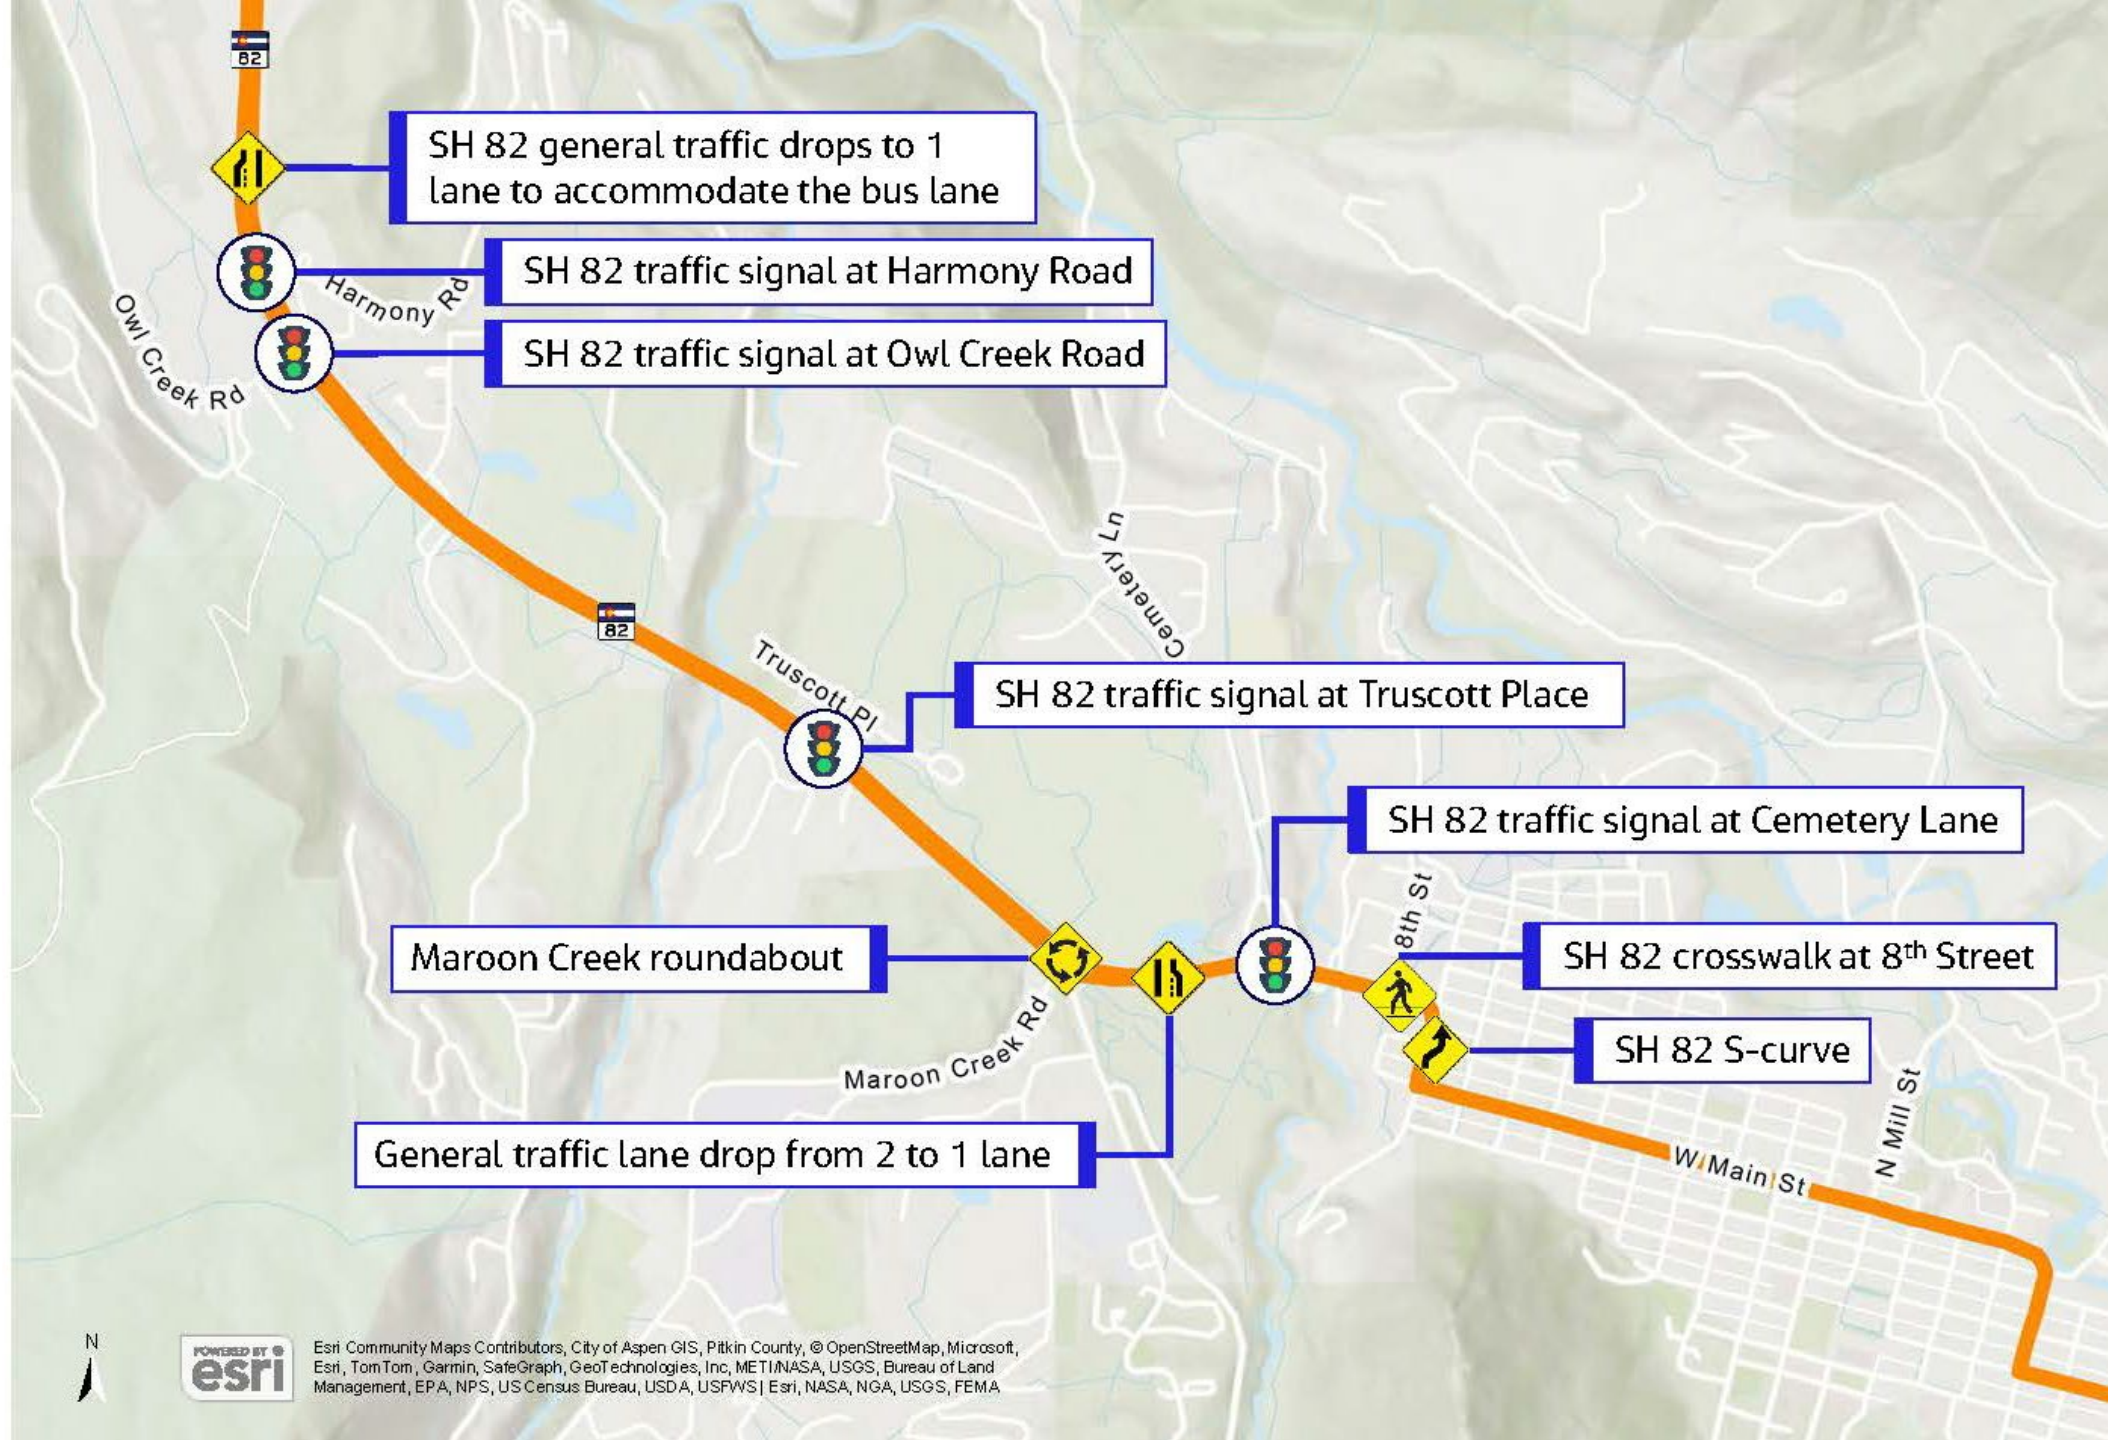 82
SH 82 general traffic drops to 1
lane to accommodate the bus lane
SH 82 traffic signal at Harmony Road
Harmony Rd
Owl Creek Rd
SH 82 traffic signal at Owl Creek Road
Cemetery Ln
82
Truscott Pl
SH 82 traffic signal at Truscott Place
SH 82 traffic signal at Cemetery Lane
8th St
Maroon Creek roundabout
SH 82 crosswalk at 8th Street
Maroon Creek Rd
SH 82 S-curve
General traffic lane drop from 2 to 1 lane
N Mill St
W Main St
N
POWERED BY
esri
Esri Community Maps Contributors, City of Aspen GIS, Pitkin County, © OpenStreetMap, Microsoft,
Esri, TomTom, Garmin, SafeGraph, GeoTechnologies, Inc, METI/NASA, USGS, Bureau of Land
Management, EPA, NPS, US Census Bureau, USDA, USFWS | Esri, NASA, NGA, USGS, FEMA